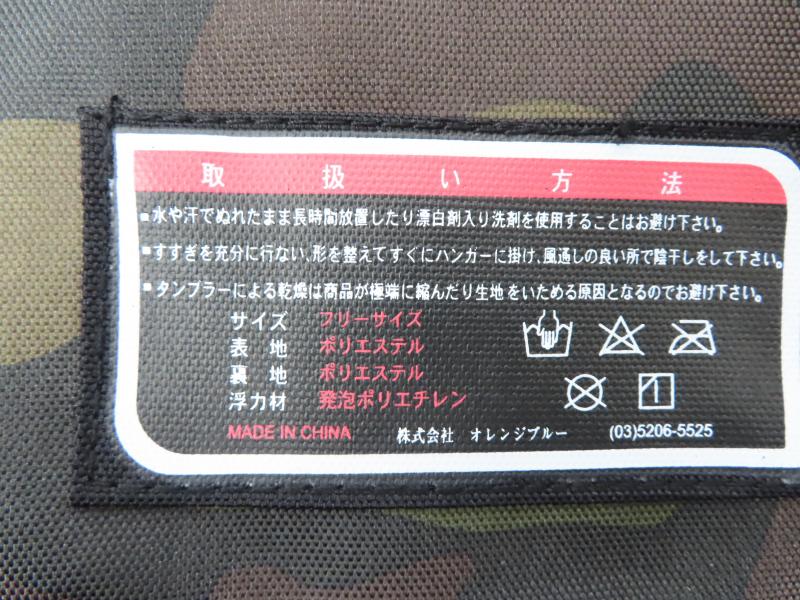 取扱い方法
■水や汗でぬれたまま長時間放置したり漂白剤入り洗剤を使用することはお避け下さい。
■すすぎを充分に行ない、形を整えてすぐにハンガーに掛け、風通しの良い所で陰干しをして下さい。
■タンブラーによる乾燥は商品が極端に縮んだり生地をいためる原因となるのでお避け下さい。
サイズ フリーサイズ
表地 ポリエステル
裏地 ポリエステル
浮力材 発泡ポリエチレン
1
MADE IN CHINA 株式会社 オレンジブルー (03)5206-5525